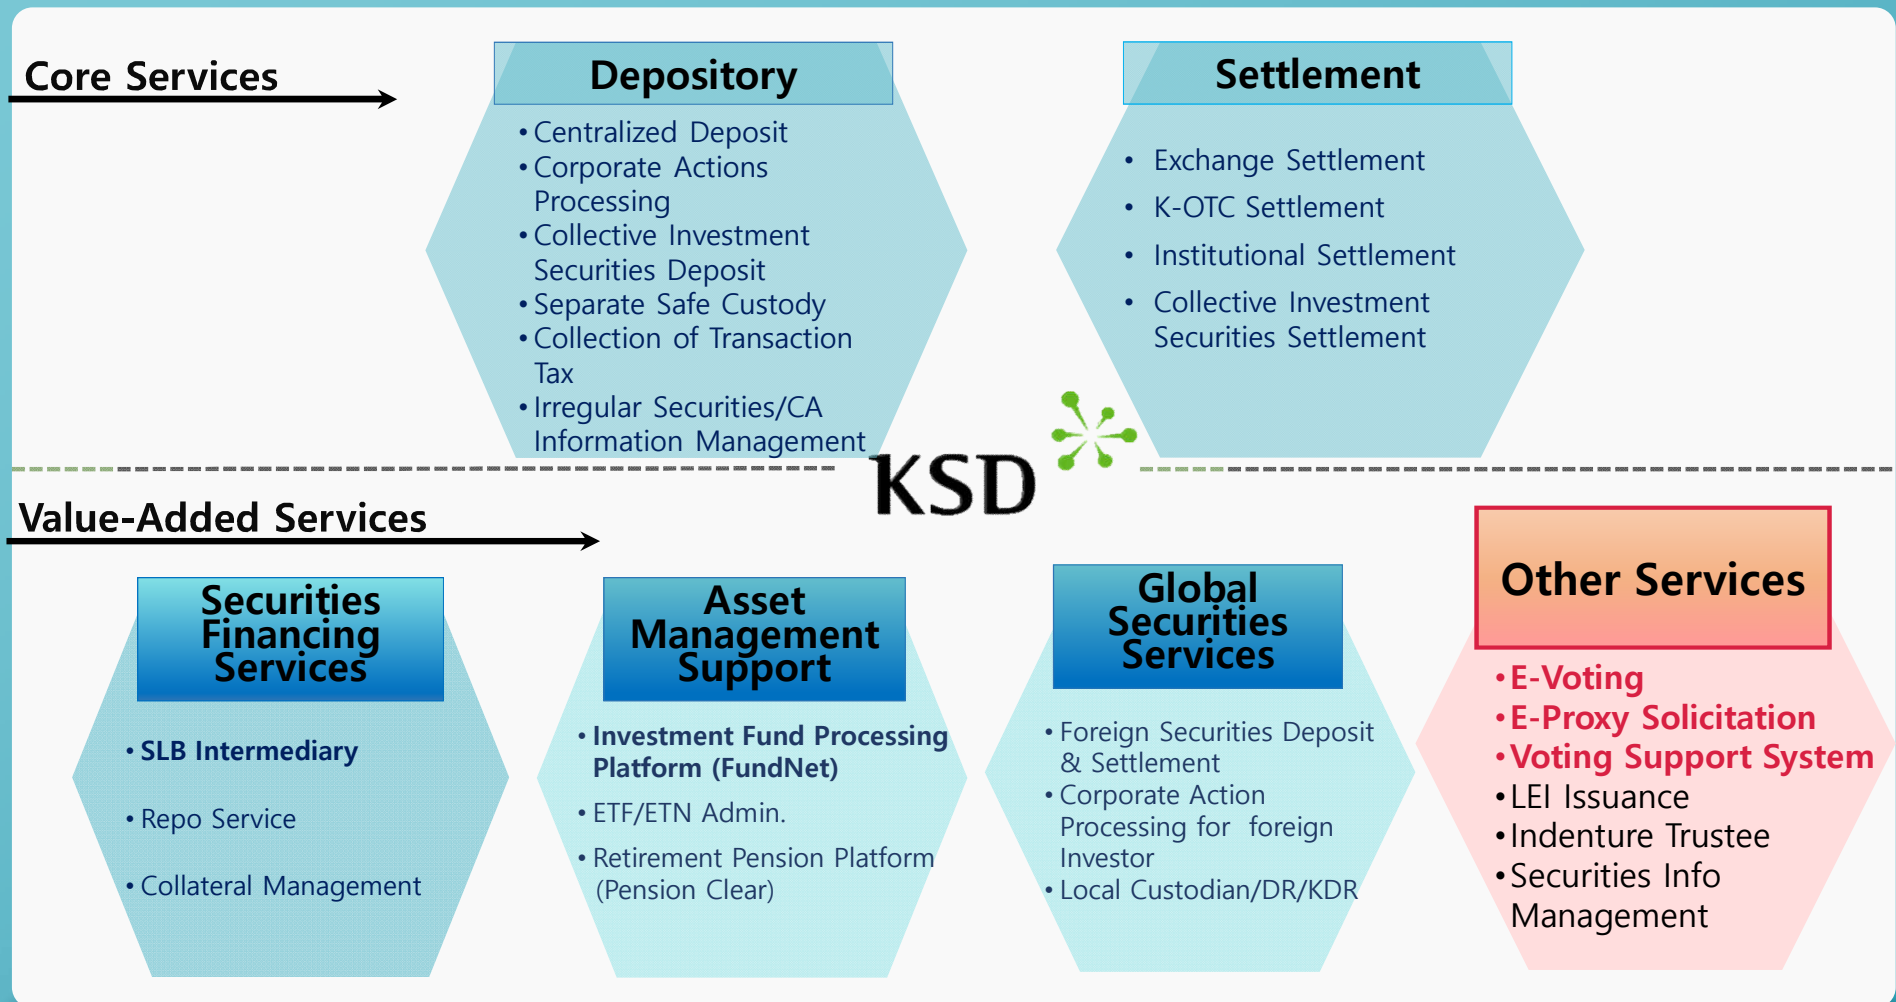 Core Services
Depository
• Centralized Deposit
• Corporate Actions
Processing
• Collective Investment
Securities Deposit
• Separate Safe Custody
• Collection of Transaction
Tax
• Irregular Securities/CA
Information Management
Settlement
• Exchange Settlement
• K-OTC Settlement
• Institutional Settlement
• Collective Investment
Securities Settlement
KSD
Value-Added Services
Securities
Financing
Services
• SLB Intermediary
• Repo Service
• Collateral Management
Asset
Management
Support
• Investment Fund Processing
Platform (FundNet)
• ETF/ETN Admin.
• Retirement Pension Platform
(Pension Clear)
Global
Securities
Services
• Foreign Securities Deposit
& Settlement
• Corporate Action
Processing for foreign
Investor
• Local Custodian/DR/KDR
Other Services
• E-Voting
• E-Proxy Solicitation
• Voting Support System
• LEI Issuance
• Indenture Trustee
• Securities Info
Management